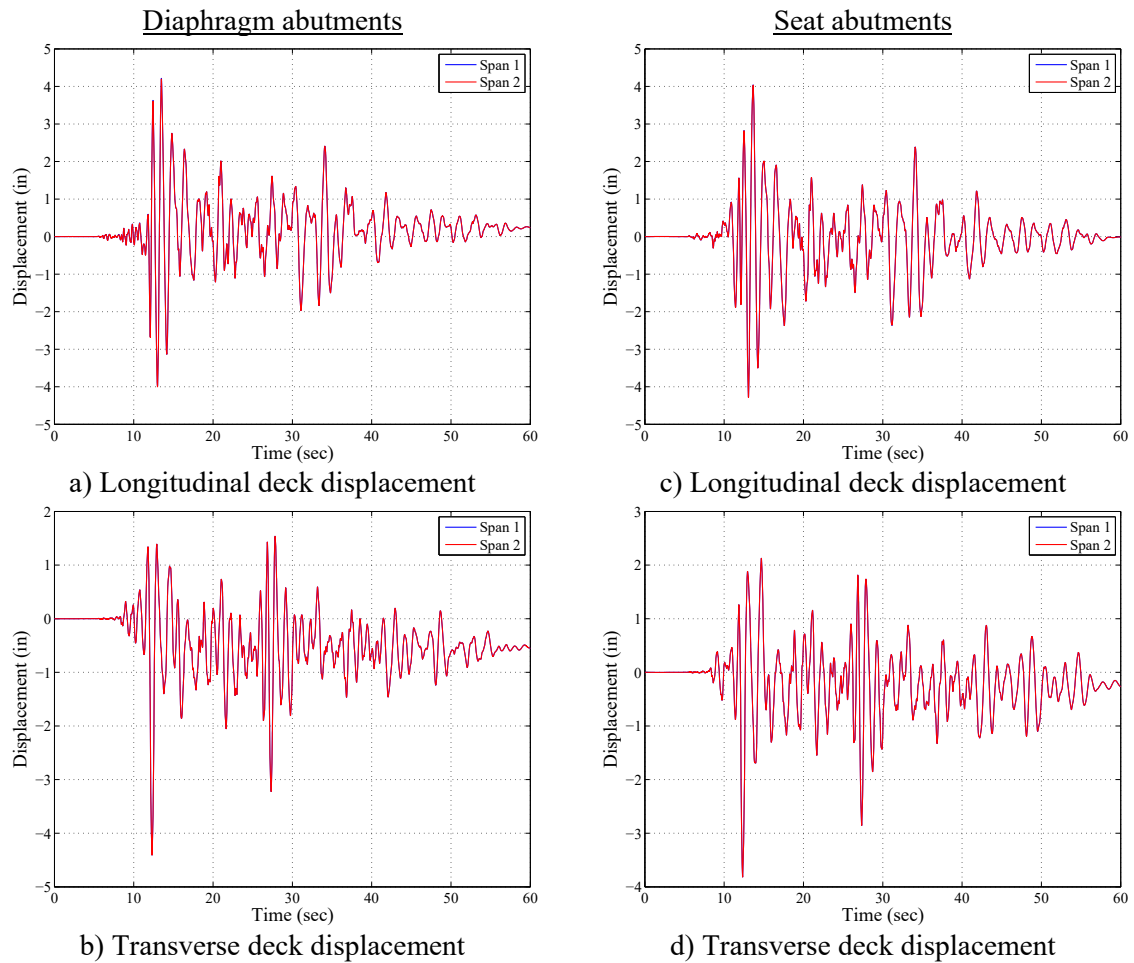 Diaphragm abutments
Seat abutments
5
4
3
2
1
0
−1
−2
−3
−4
−5
Displacement (in)
Span 1
Span 2
0 10 20 30 40 50 60
Time (sec)
a) Longitudinal deck displacement
5
4
3
2
1
0
−1
−2
−3
−4
−5
Displacement (in)
Span 1
Span 2
0 10 20 30 40 50 60
Time (sec)
c) Longitudinal deck displacement
2
1
0
−1
−2
−3
−4
−5
Displacement (in)
Span 1
Span 2
0 10 20 30 40 50 60
Time (sec)
b) Transverse deck displacement
3
2
1
0
−1
−2
−3
−4
Displacement (in)
Span 1
Span 2
0 10 20 30 40 50 60
Time (sec)
d) Transverse deck displacement